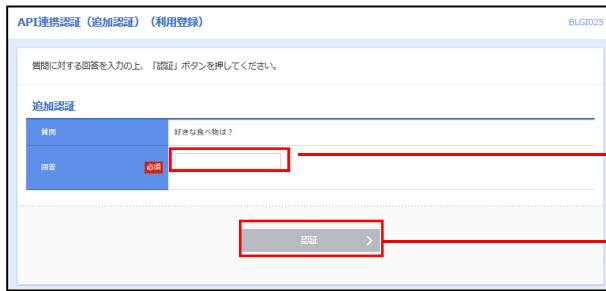 API連携認証（追加認証）（利用登録）
BLGI025
質問に対する回答を入力の上、「認証」ボタンを押してください。
追加認証
質問
好きな食べ物は？
回答
必須
認証